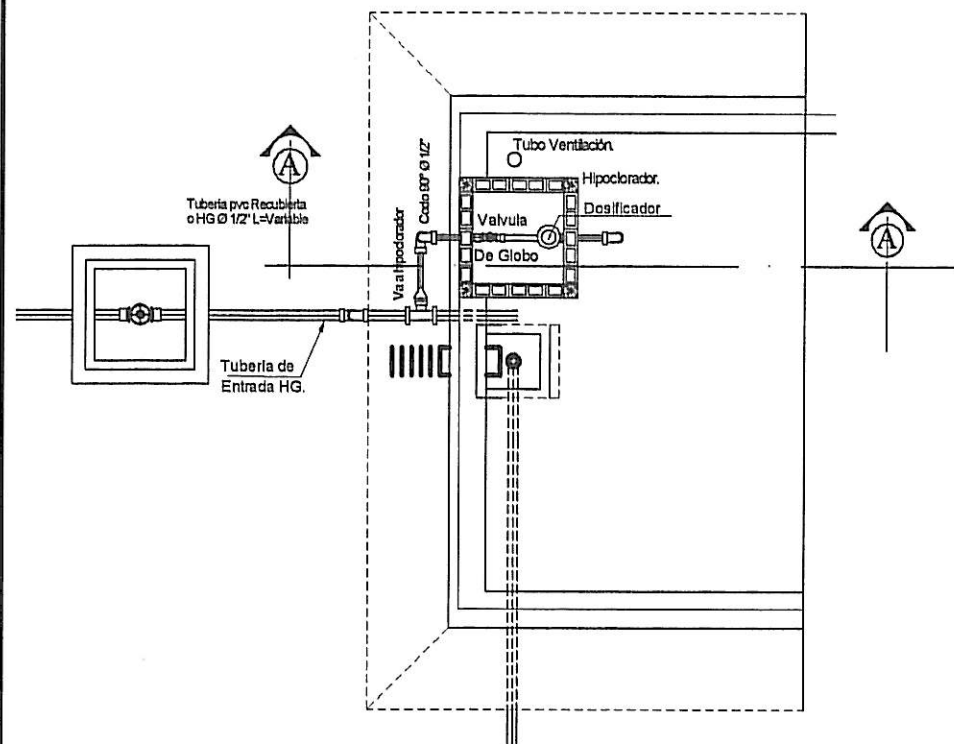 Tubo Ventilación.
Hipoclorador.
Codo 90° Ø 1/2"
A
Tuberia pvc Recubierta
o HG Ø 1/2" L=Variable
Va a hipoclorador
Valvula
De Globo
Dosificador
A
Tuberia de
Entrada HG.